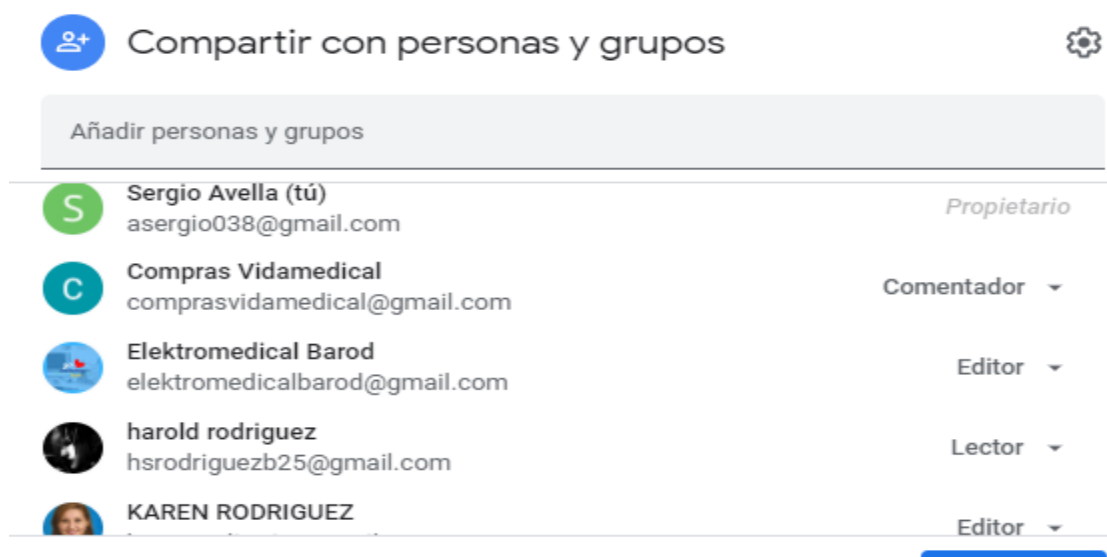 Compartir con personas y grupos
Añadir personas y grupos
S
Sergio Avella (tú)
asergio038@gmail.com
Propietario
C
Compras Vidamedical
comprasvidamedical@gmail.com
Comentador
Elektromedical Barod
elektromedicalbarod@gmail.com
Editor
harold rodriguez
hsrodriguezb25@gmail.com
Lector
KAREN RODRIGUEZ
Editor